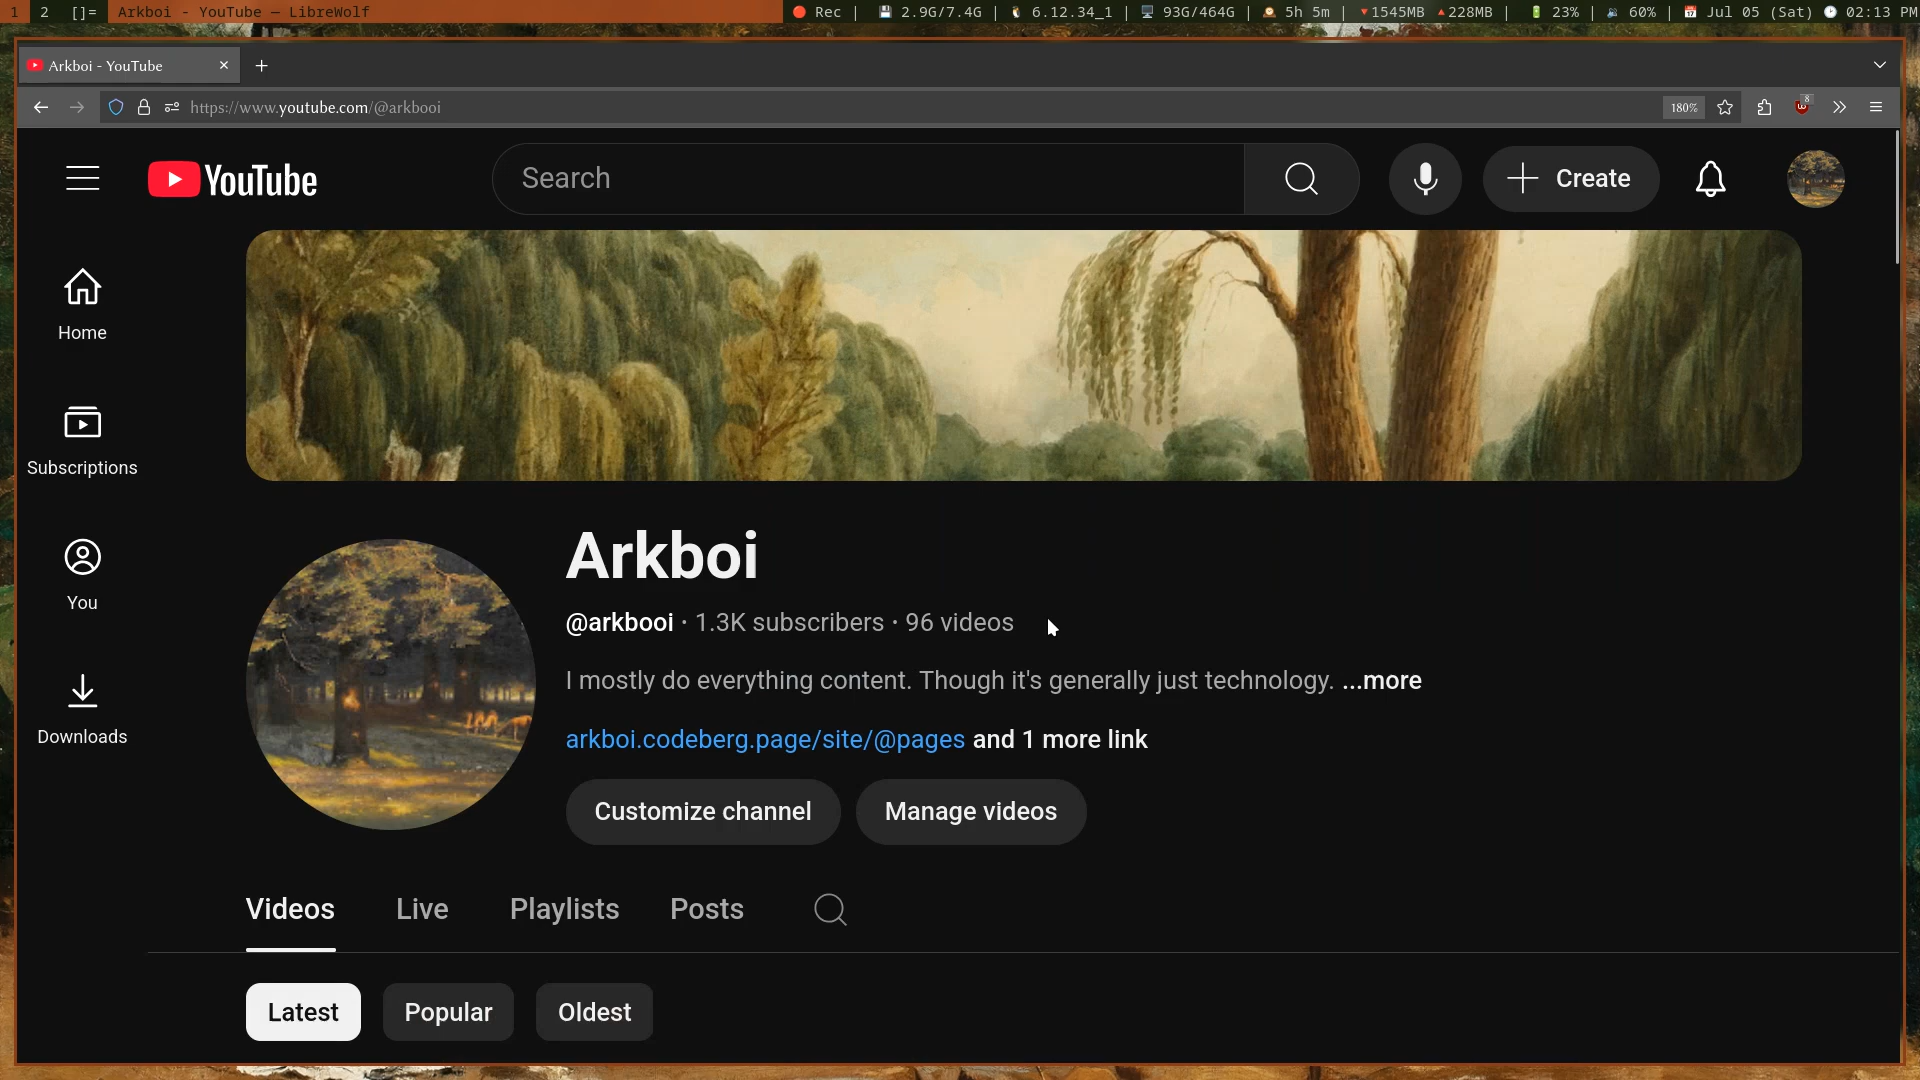 1 2 []= Arkboi - YouTube — LibreWolf Rec | 2.9G/7.4G | 6.12.34_1 | 93G/464G | 5h 5m | 1545MB 228MB | 23% | 60% | Jul 05 (Sat) 02:13 PM
Arkboi - YouTube
https://www.youtube.com/@arkbooi 180% 8
YouTube Search Create
Home
Subscriptions
You
Downloads
Arkboi
@arkbooi • 1.3K subscribers • 96 videos
I mostly do everything content. Though it's generally just technology. ...more
arkboi.codeberg.page/site/@pages and 1 more link
Customize channel Manage videos
Videos Live Playlists Posts
Latest Popular Oldest